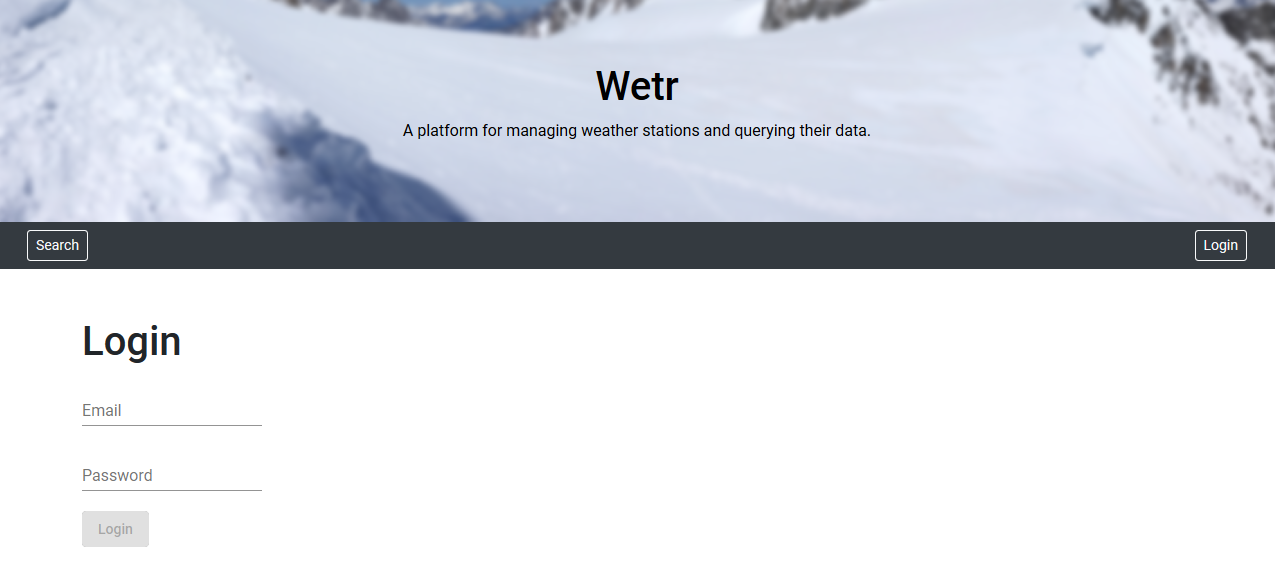 Wetr
A platform for managing weather stations and querying their data.
Search
Login
Login
Email
Password
Login